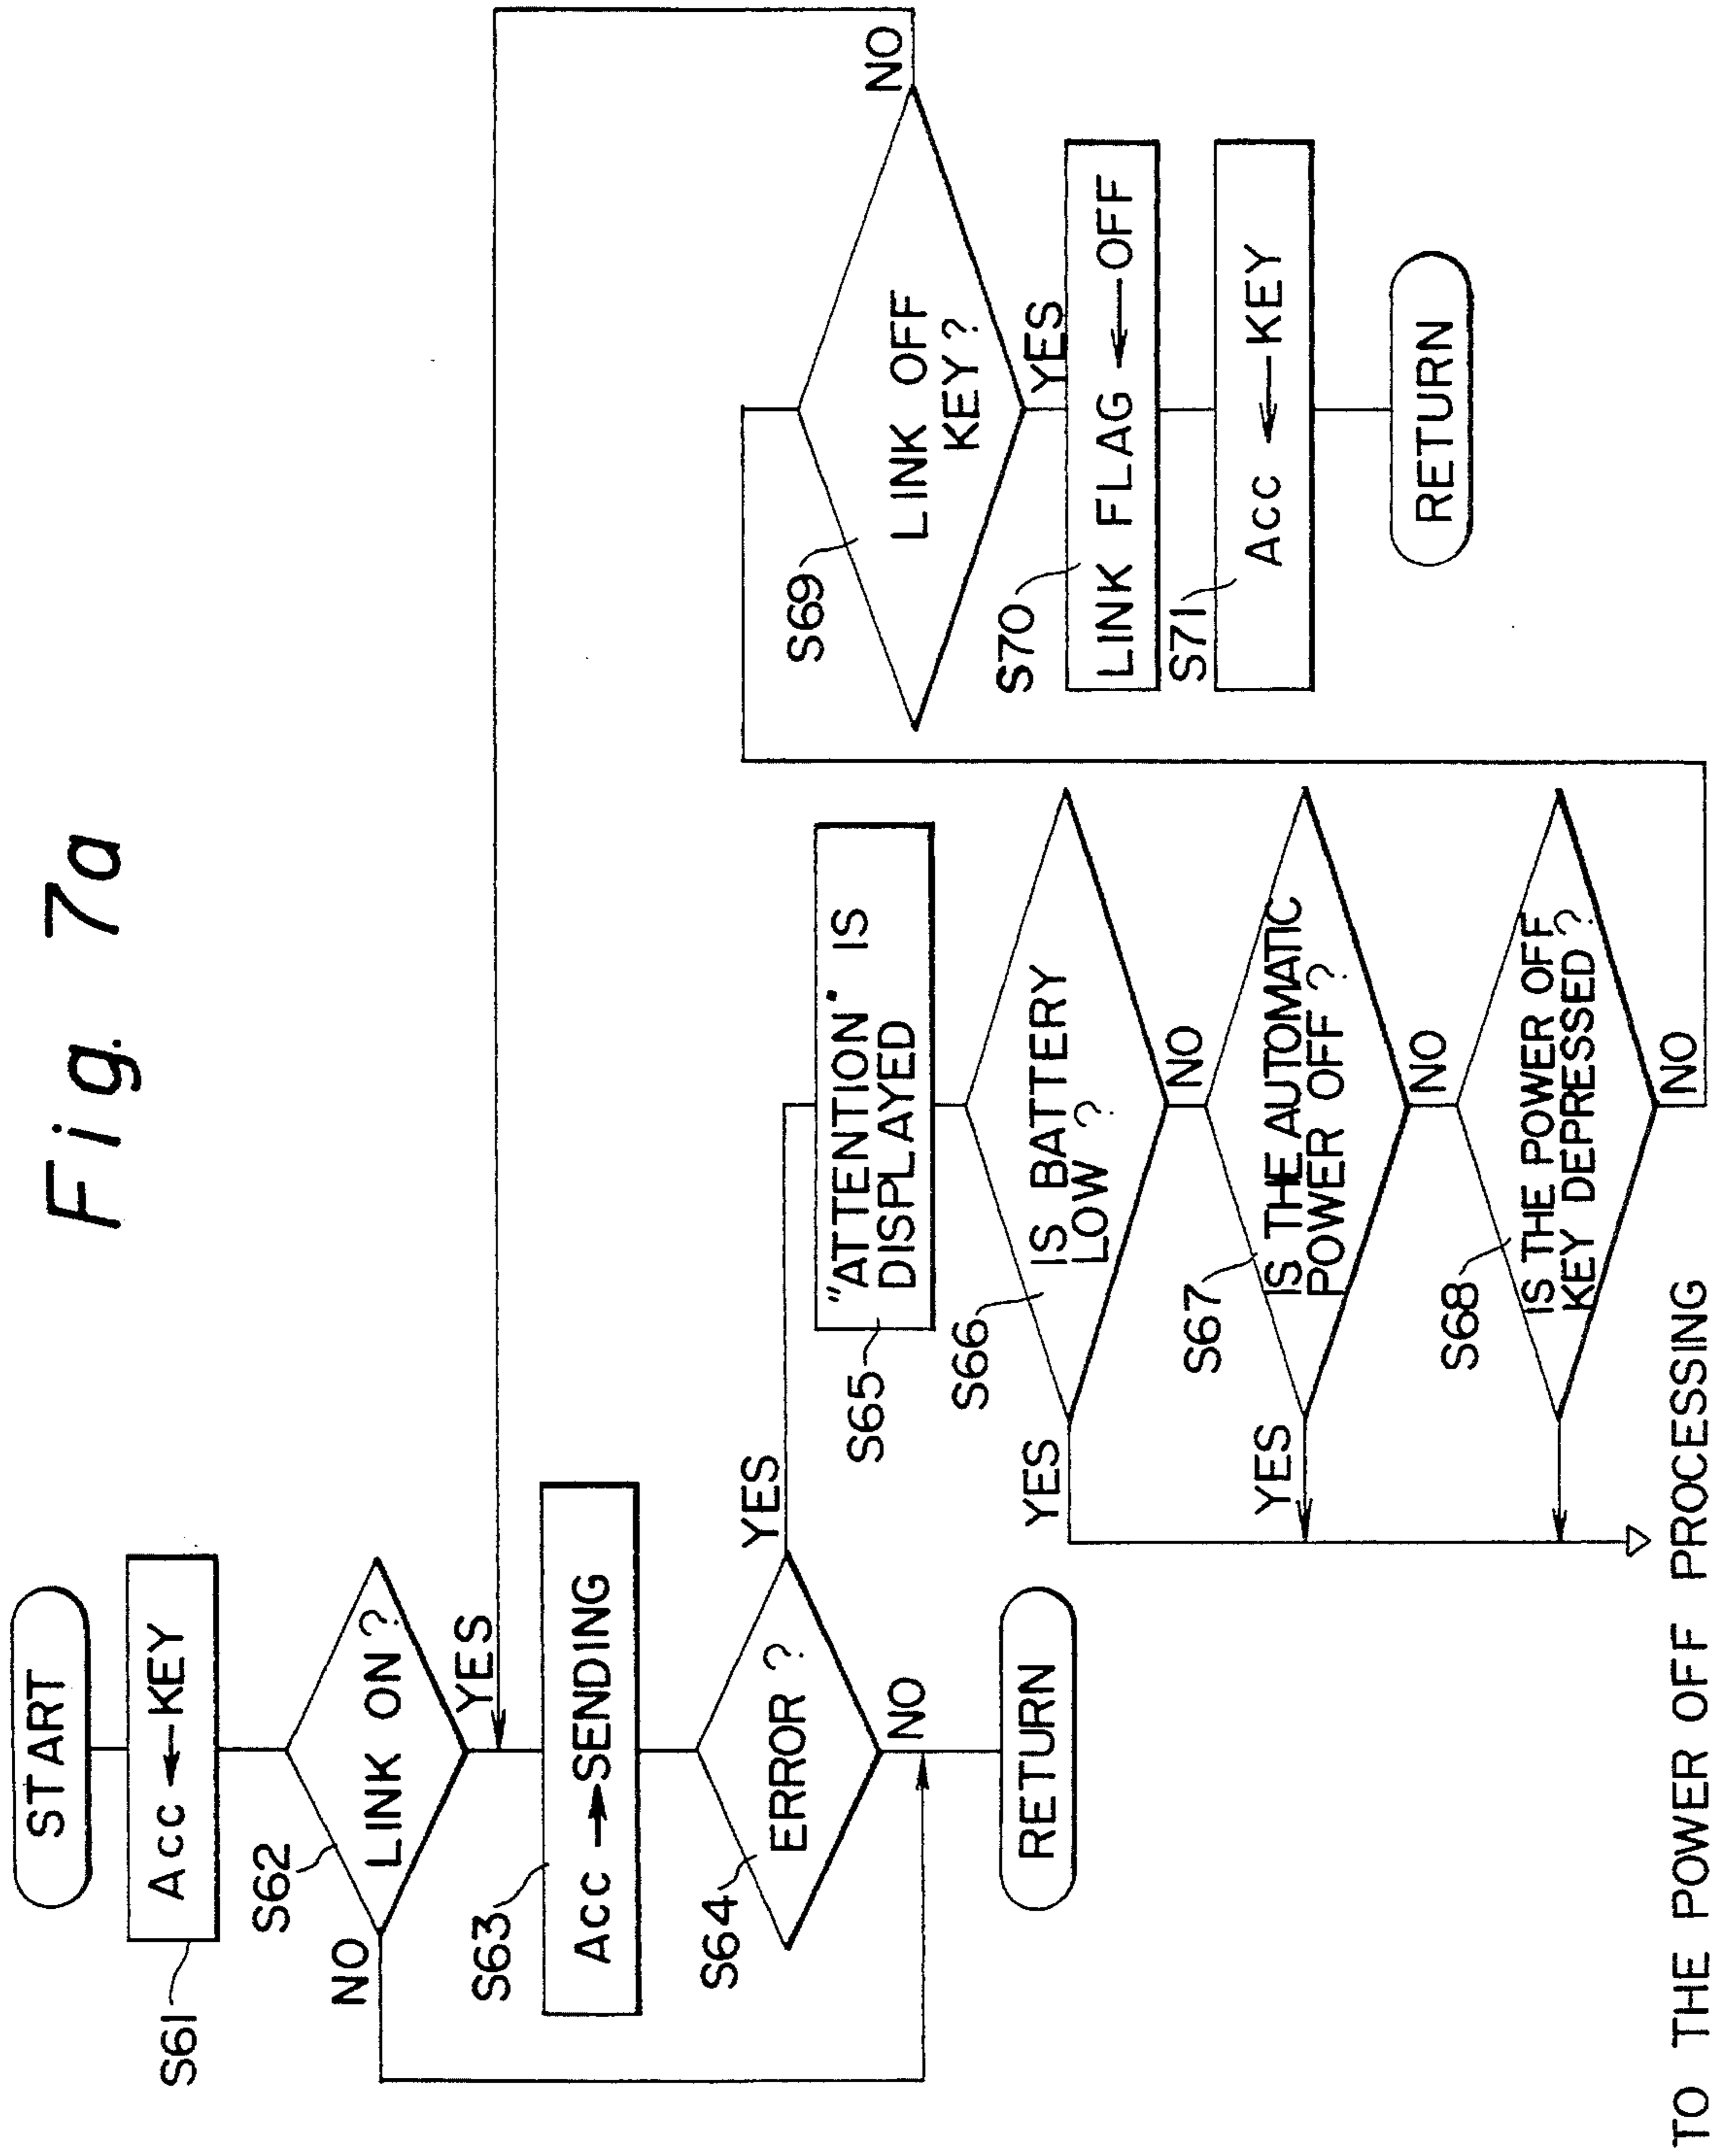 Fig. 7a
START
S61
Acc ← KEY
S62
LINK ON ?
NO
YES
S63
Acc → SENDING
S64
ERROR ?
YES
NO
RETURN
S65
"ATTENTION" IS
DISPLAYED
S66
IS BATTERY
LOW ?
YES
NO
S67
IS THE AUTOMATIC
POWER OFF ?
YES
NO
S68
IS THE POWER OFF
KEY DEPRESSED ?
NO
TO THE POWER OFF PROCESSING
S69
LINK OFF
KEY ?
NO
YES
S70
LINK FLAG ← OFF
S71
Acc ← KEY
RETURN